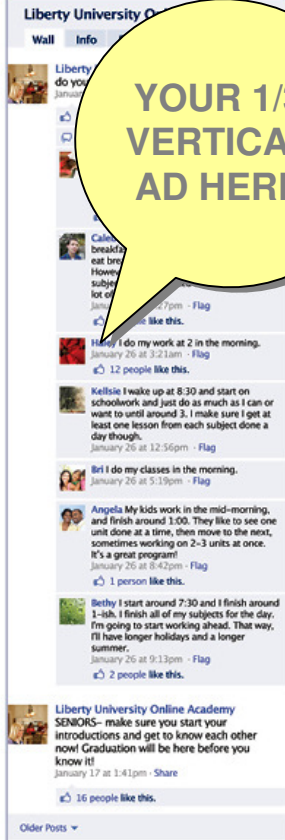 Liberty University
Wall Info
YOUR
VERTICA
AD HER
Liberty
do you
January
breakfa
eat bre
Howev
subje
lot of
27pm · Flag
like this.
I do my work at 2 in the morning.
January 26 at 3:21am · Flag
12 people like this.
Kellsie I wake up at 8:30 and start on
schoolwork and just do as much as I can or
want to until around 3. I make sure I get at
least one lesson from each subject done a
day though.
January 26 at 12:56pm · Flag
Bri I do my classes in the morning.
January 26 at 5:19pm · Flag
Angela My kids work in the mid-morning,
and finish around 1:00. They like to see one
unit done at a time, then move to the next,
sometimes working on 2-3 units at once.
It's a great program!
January 26 at 8:42pm · Flag
1 person like this.
Bethy I start around 7:30 and I finish around
1-ish. I finish all of my subjects for the day.
I'm going to start working ahead. That way,
I'll have longer holidays and a longer
summer.
January 26 at 9:13pm · Flag
2 people like this.
Liberty University Online Academy
SENIORS- make sure you start your
introductions and get to know each other
now! Graduation will be here before you
know it!
January 17 at 1:41pm · Share
16 people like this.
Older Posts